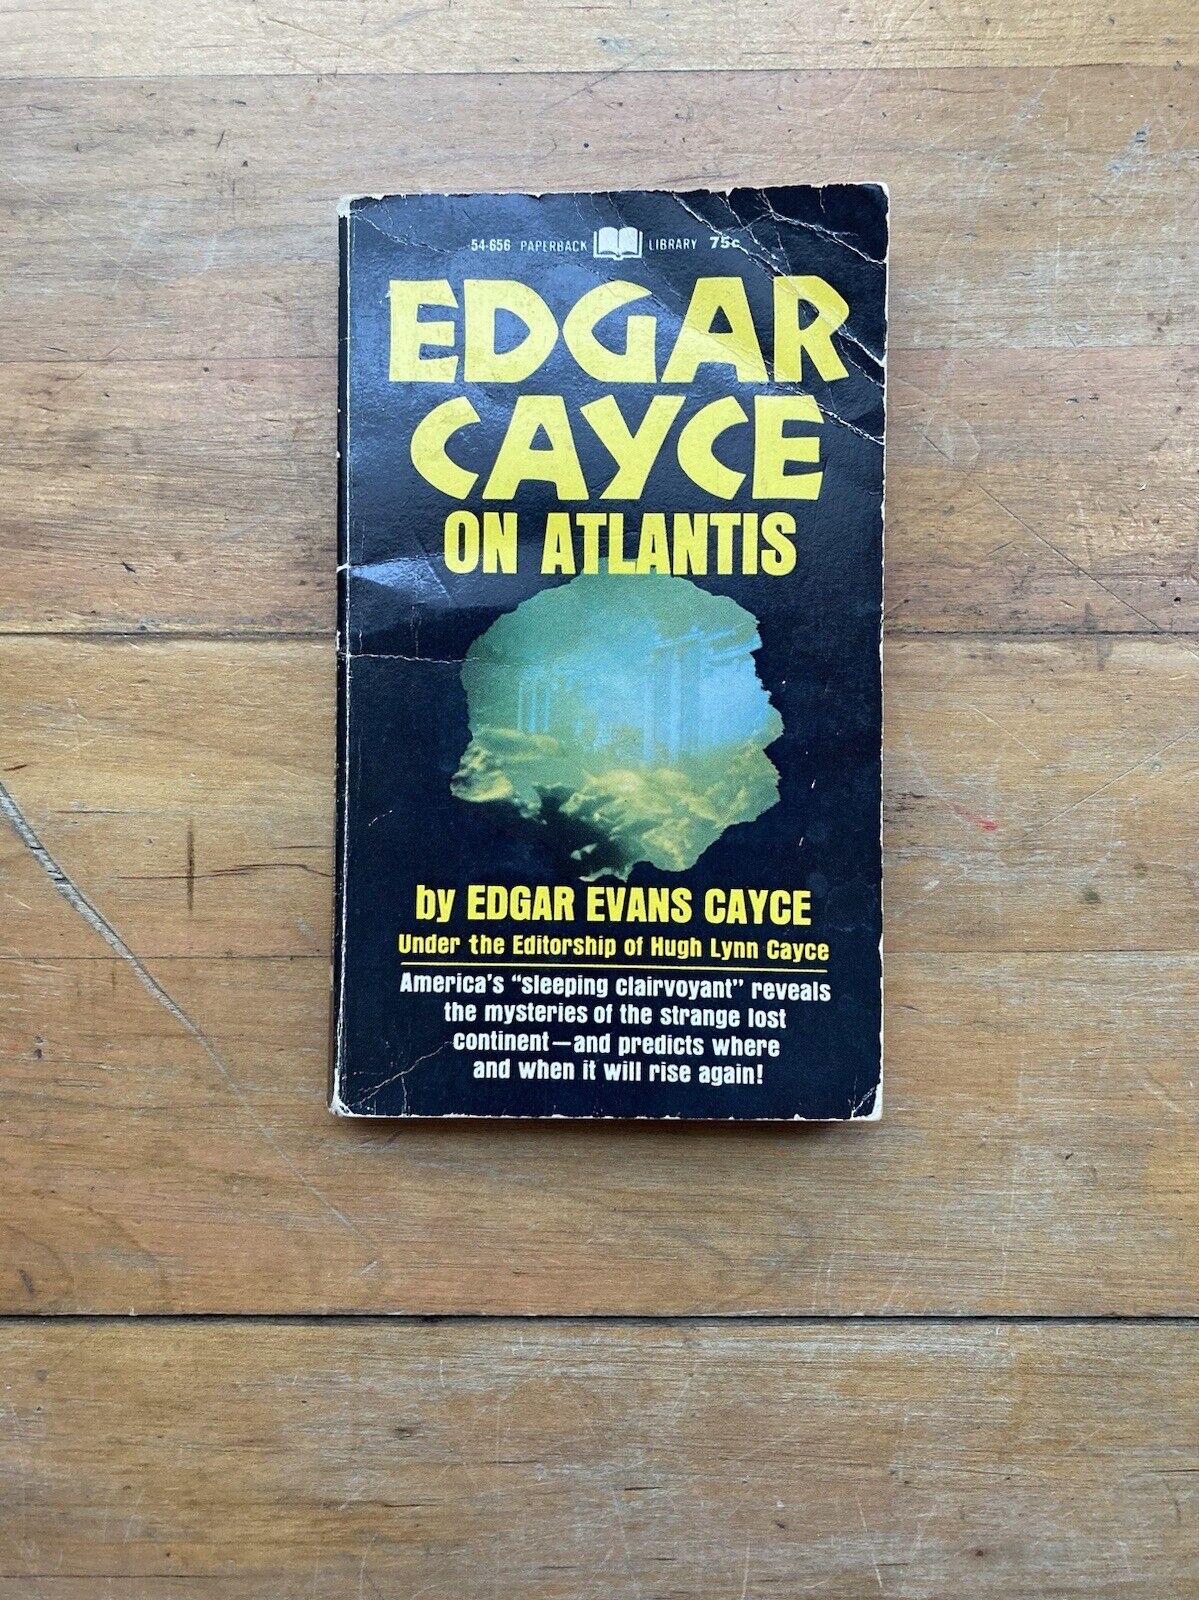 54-656 PAPERBACK LIBRARY 75c
EDGAR
CAYCE
ON ATLANTIS
by EDGAR EVANS CAYCE
Under the Editorship of Hugh Lynn Cayce
America's "sleeping clairvoyant" reveals
the mysteries of the strange lost
continent—and predicts where
and when it will rise again!